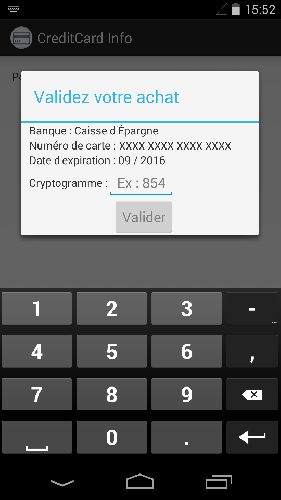 15:52
CreditCard Info
Validez votre achat
Banque : Caisse d'Épargne
Numéro de carte : XXXX XXXX XXXX XXXX
Date d'expiration : 09 / 2016
Cryptogramme : Ex : 854
Valider
1 2 3 -
4 5 6 ,
7 8 9
0 .